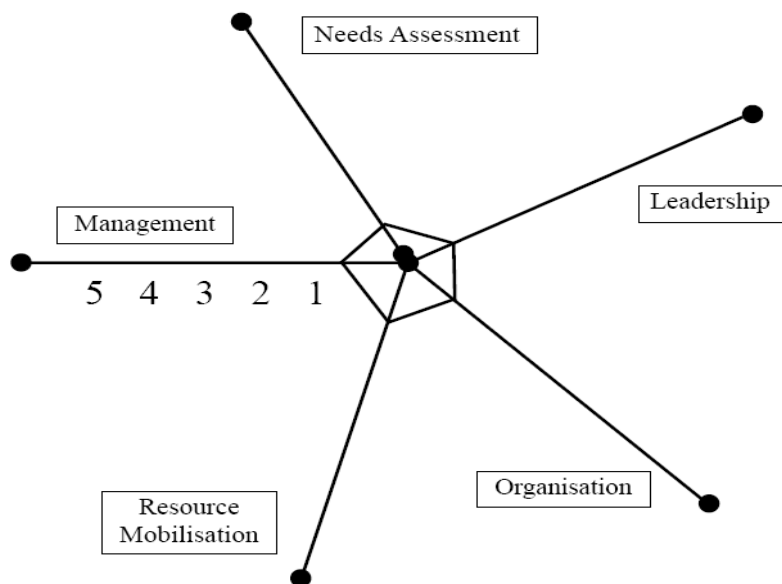 Needs Assessment
Leadership
Management
5 4 3 2 1
Organisation
Resource
Mobilisation